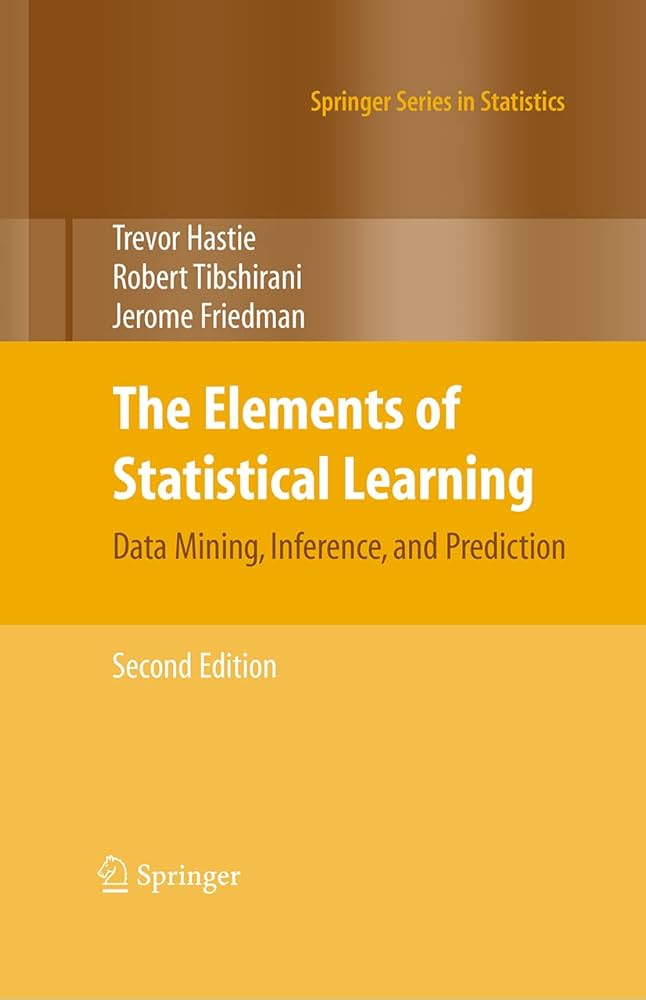 Springer Series in Statistics
Trevor Hastie
Robert Tibshirani
Jerome Friedman
The Elements of
Statistical Learning
Data Mining, Inference, and Prediction
Second Edition
Springer